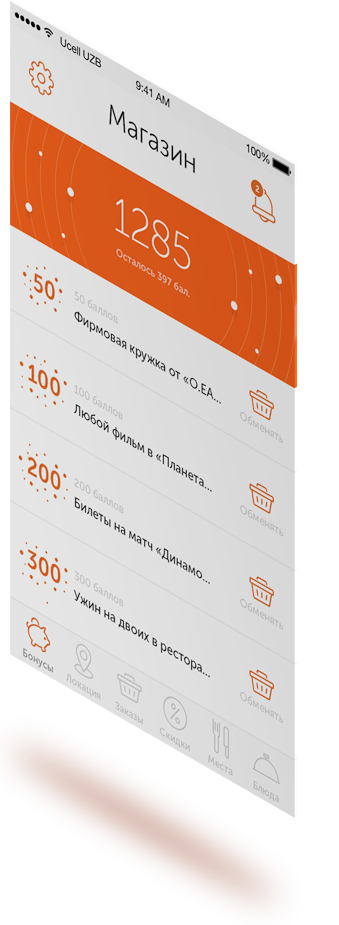 Ucell UZB
9:41 AM
100%
Магазин
2
1285
Осталось 397 бал.
50
50 баллов
Фирмовая кружка от «О.ЕА...
Обменять
100
100 баллов
Любой фильм в «Планета...
Обменять
200
200 баллов
Билеты на матч «Динамо...
Обменять
300
300 баллов
Ужин на двоих в рестора...
Обменять
Бонусы
Локация
Заказы
Скидки
Места
Блюда